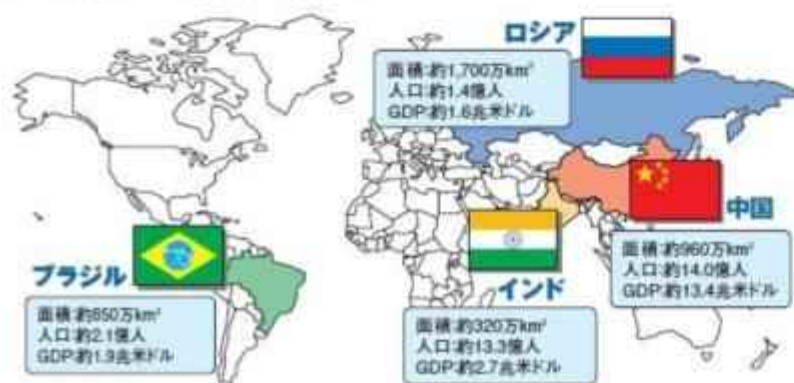 ロシア
面積:約1,700万km²
人口:約1.4億人
GDP:約1.6兆米ドル
中国
面積:約960万km²
人口:約14.0億人
GDP:約13.4兆米ドル
ブラジル
面積:約850万km²
人口:約2.1億人
GDP:約1.9兆米ドル
インド
面積:約320万km²
人口:約13.3億人
GDP:約2.7兆米ドル